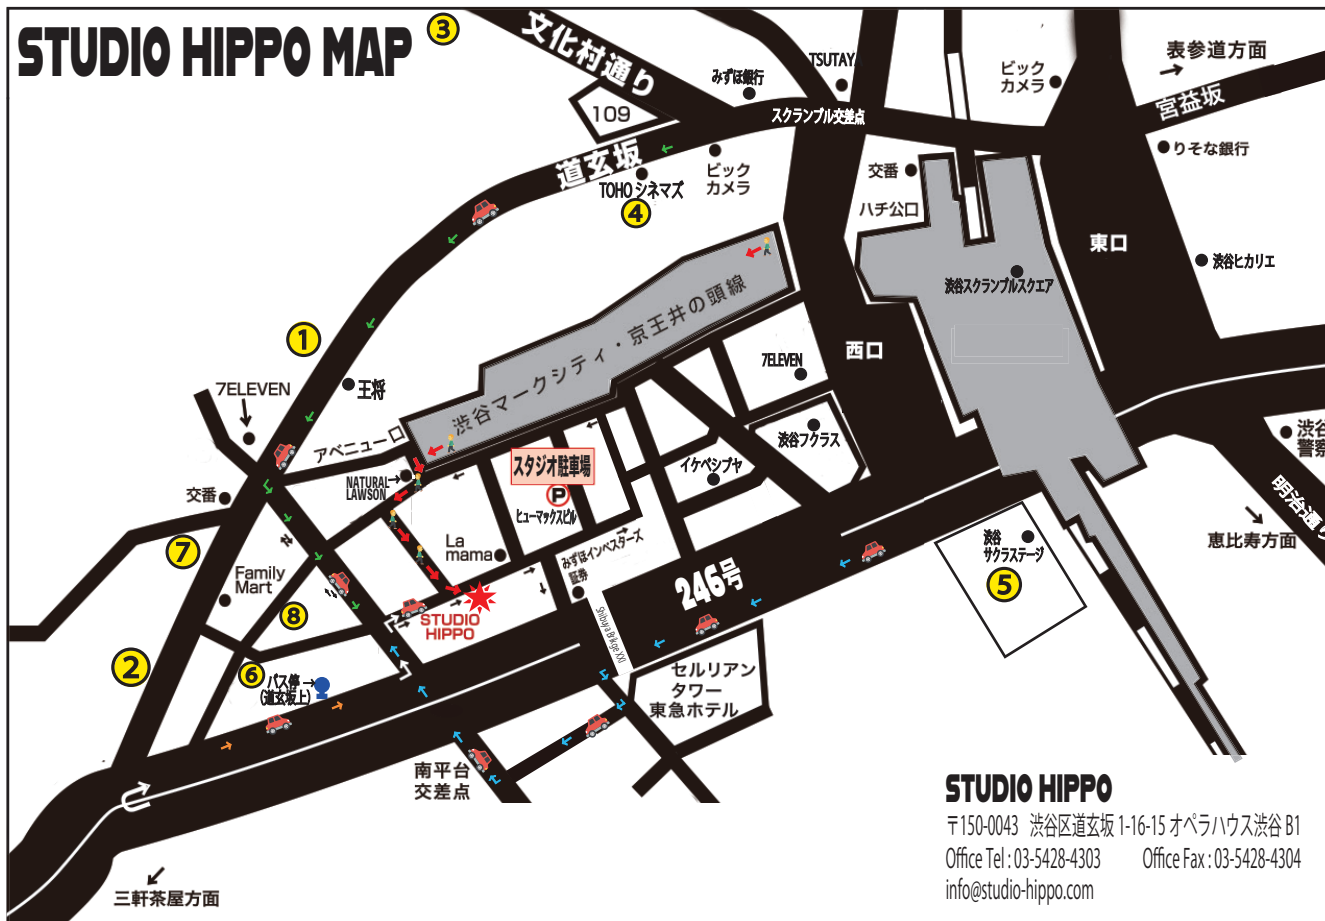 STUDIO HIPPO MAP
③
文化村通り
TSUTAY
みずほ銀行
109
スクランブル交差点
ビック
カメラ
表参道方面
宮益坂
りそな銀行
道玄坂
TOHO シネマズ
④
ビック
カメラ
交番
ハチ公口
東口
渋谷ヒカリエ
渋谷スクランブルスクエア
渋谷マークシティ・京王井の頭線
西口
①
王将
7ELEVEN
7ELEVEN
アベニュー口
渋谷フクラス
渋谷
警察
スタジオ駐車場
P
ヒューマックスビル
イケベシブヤ
NATURAL
LAWSON
交番
明治通り
恵比寿方面
La
mama
みずほインベスターズ
証券
246号
渋谷
サクラステージ
⑤
⑦
Family
Mart
⑧
STUDIO
HIPPO
Shibuya Bridge XXI
②
⑥
バス停
(道玄坂上)
セルリアン
タワー
東急ホテル
南平台
交差点
三軒茶屋方面
STUDIO HIPPO
〒150-0043 渋谷区道玄坂 1-16-15 オペラハウス渋谷 B1
Office Tel : 03-5428-4303 Office Fax : 03-5428-4304
info@studio-hippo.com